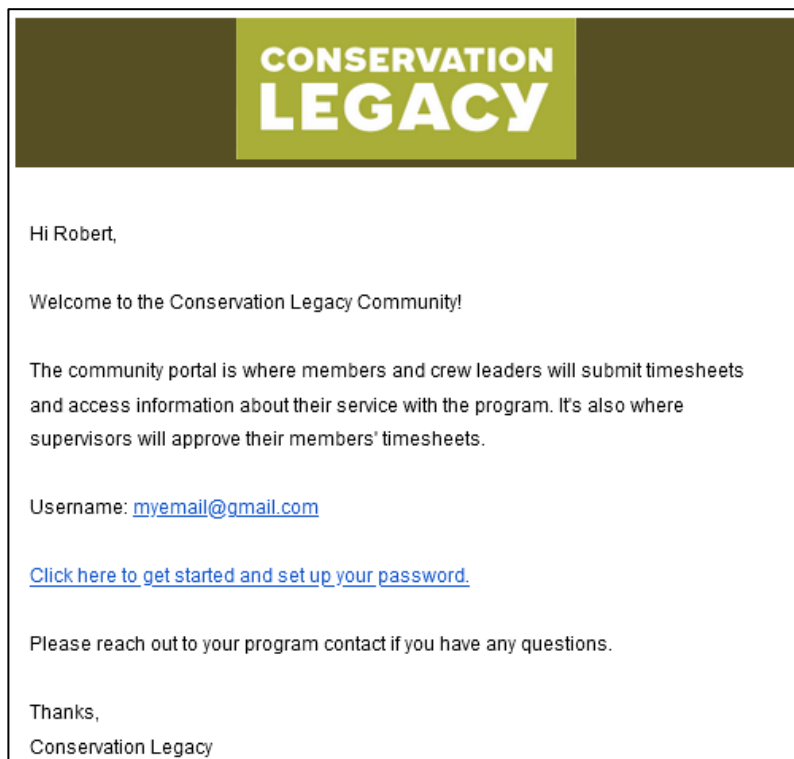 CONSERVATION
LEGACY
Hi Robert,
Welcome to the Conservation Legacy Community!
The community portal is where members and crew leaders will submit timesheets
and access information about their service with the program. It's also where
supervisors will approve their members' timesheets.
Username: myemail@gmail.com
Click here to get started and set up your password.
Please reach out to your program contact if you have any questions.
Thanks,
Conservation Legacy